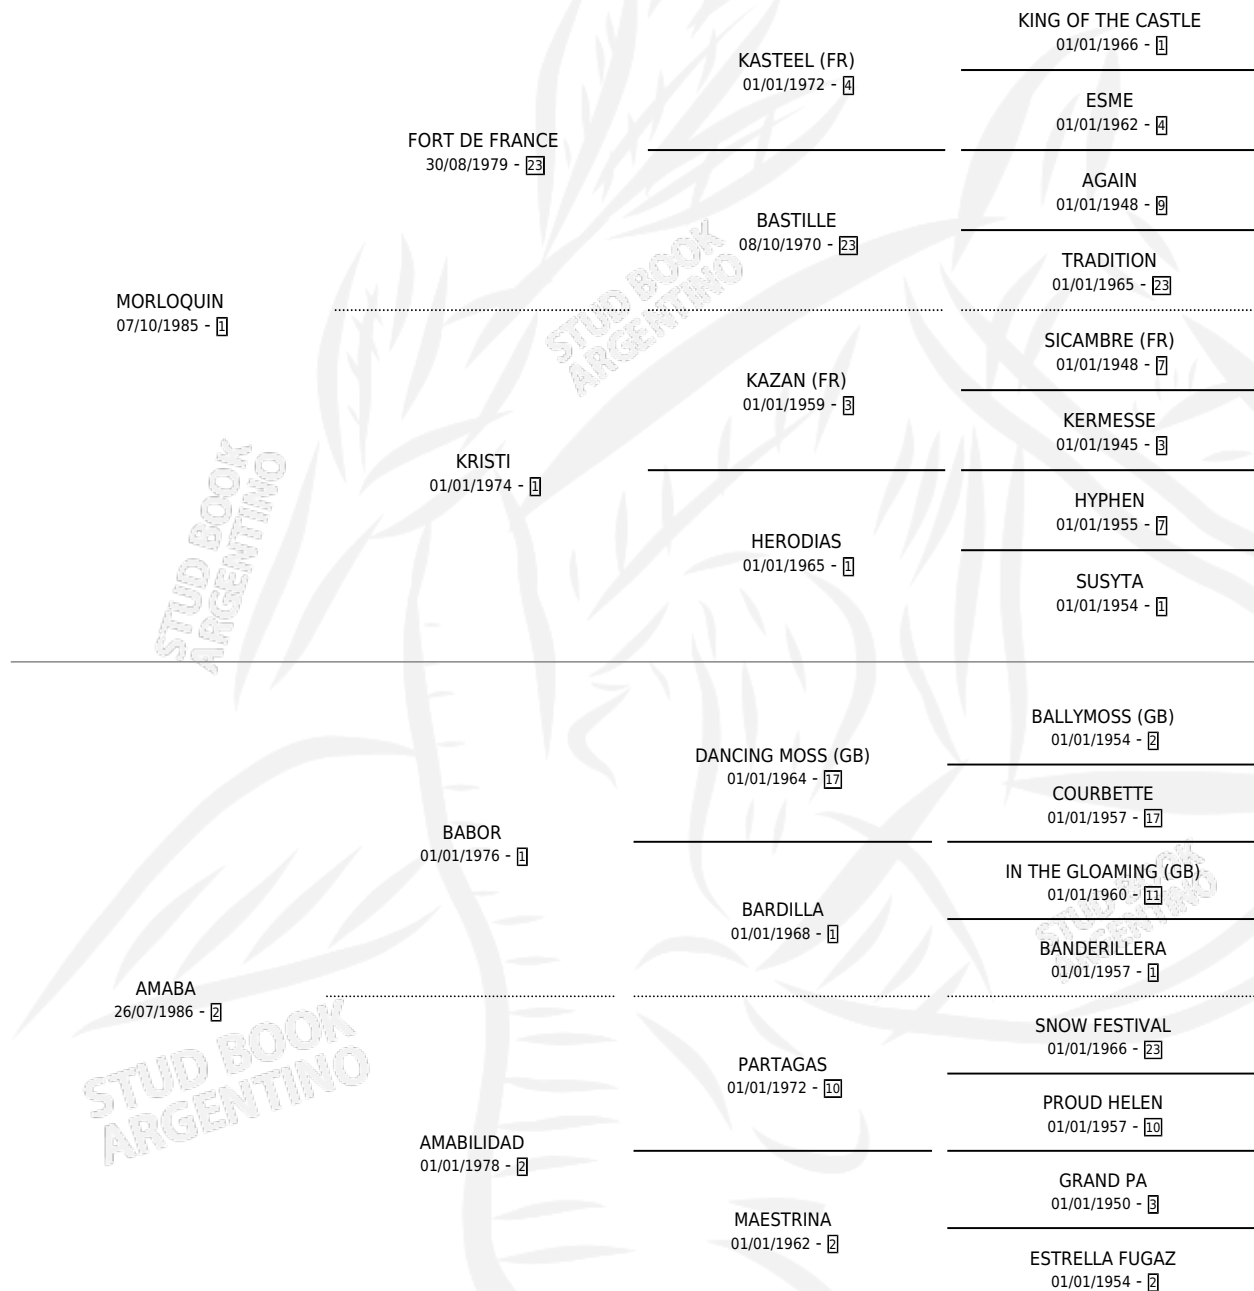 KING OF THE CASTLE
01/01/1966 - 1
KASTEEL (FR)
01/01/1972 - 4
ESME
01/01/1962 - 4
FORT DE FRANCE
30/08/1979 - 23
AGAIN
01/01/1948 - 9
BASTILLE
08/10/1970 - 23
TRADITION
01/01/1965 - 23
MORLOQUIN
07/10/1985 - 1
STUD BOOK
ARGENTINO
SICAMBRE (FR)
01/01/1948 - 7
KAZAN (FR)
01/01/1959 - 3
KERMESSE
01/01/1945 - 3
KRISTI
01/01/1974 - 1
HYPHEN
01/01/1955 - 7
HERODIAS
01/01/1965 - 1
SUSYTA
01/01/1954 - 1
STUD BOOK
ARGENTINO
BALLYMOSS (GB)
01/01/1954 - 2
DANCING MOSS (GB)
01/01/1964 - 17
COURBETTE
01/01/1957 - 17
BABOR
01/01/1976 - 1
IN THE GLOAMING (GB)
01/01/1960 - 11
BARDILLA
01/01/1968 - 1
STUD BOOK
ARGENTINO
BANDERILLERA
01/01/1957 - 1
AMABA
26/07/1986 - 2
SNOW FESTIVAL
01/01/1966 - 23
STUD BOOK
ARGENTINO
PARTAGAS
01/01/1972 - 10
PROUD HELEN
01/01/1957 - 10
AMABILIDAD
01/01/1978 - 2
GRAND PA
01/01/1950 - 3
MAESTRINA
01/01/1962 - 2
ESTRELLA FUGAZ
01/01/1954 - 2